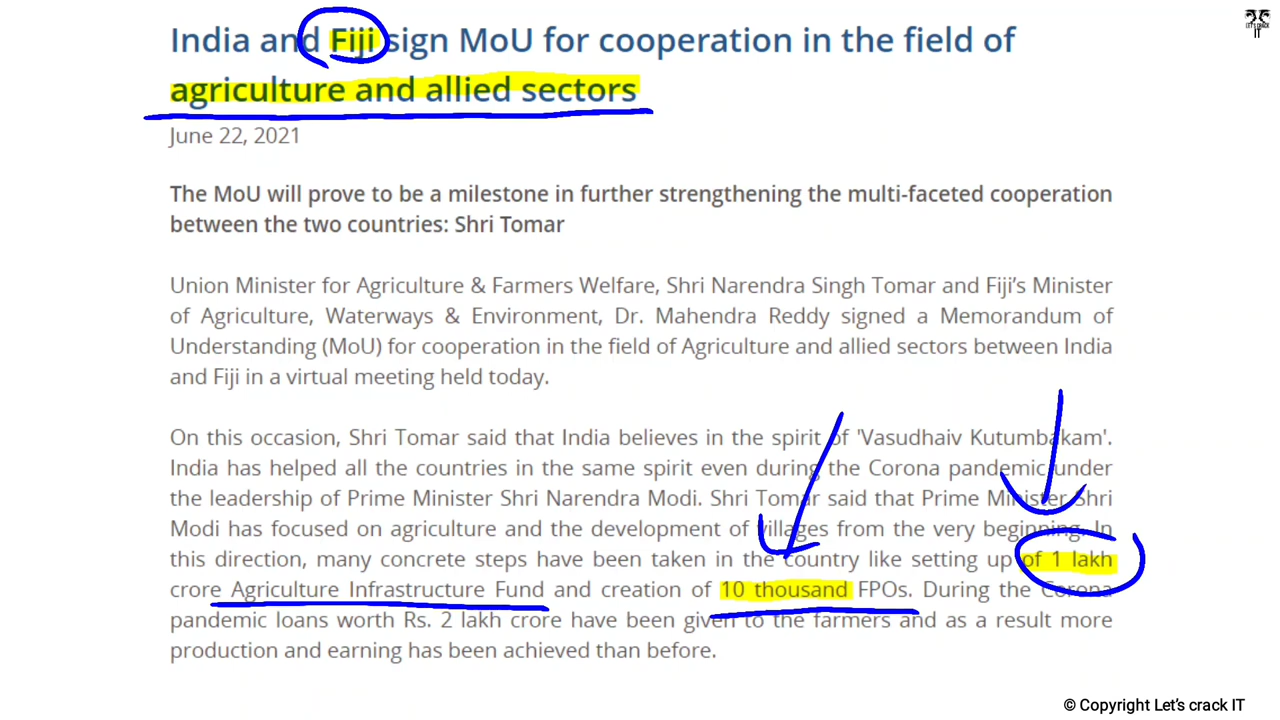 LET'S CRACK
IT
India and Fiji sign MoU for cooperation in the field of
agriculture and allied sectors
June 22, 2021
The MoU will prove to be a milestone in further strengthening the multi-faceted cooperation
between the two countries: Shri Tomar
Union Minister for Agriculture & Farmers Welfare, Shri Narendra Singh Tomar and Fiji's Minister
of Agriculture, Waterways & Environment, Dr. Mahendra Reddy signed a Memorandum of
Understanding (MoU) for cooperation in the field of Agriculture and allied sectors between India
and Fiji in a virtual meeting held today.
On this occasion, Shri Tomar said that India believes in the spirit of 'Vasudhaiv Kutumbakam'.
India has helped all the countries in the same spirit even during the Corona pandemic under
the leadership of Prime Minister Shri Narendra Modi. Shri Tomar said that Prime Minister Shri
Modi has focused on agriculture and the development of villages from the very beginning. In
this direction, many concrete steps have been taken in the country like setting up of 1 lakh
crore Agriculture Infrastructure Fund and creation of 10 thousand FPOs. During the Corona
pandemic loans worth Rs. 2 lakh crore have been given to the farmers and as a result more
production and earning has been achieved than before.
© Copyright Let's crack IT